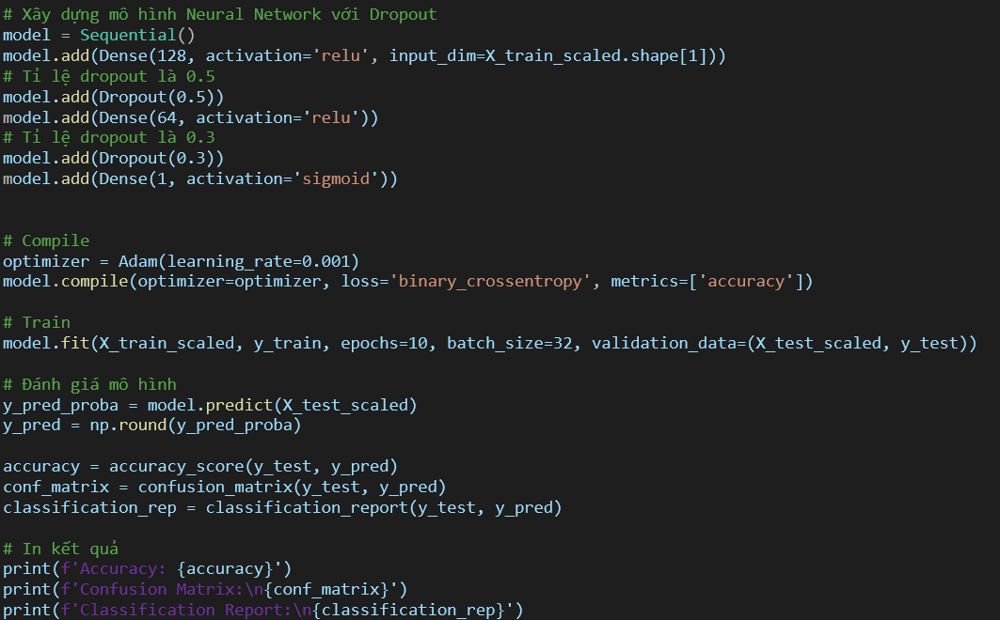 # Xây dựng mô hình Neural Network với Dropout
model = Sequential()
model.add(Dense(128, activation='relu', input_dim=X_train_scaled.shape[1]))
# Tỉ lệ dropout là 0.5
model.add(Dropout(0.5))
model.add(Dense(64, activation='relu'))
# Tỉ lệ dropout là 0.3
model.add(Dropout(0.3))
model.add(Dense(1, activation='sigmoid'))
# Compile
optimizer = Adam(learning_rate=0.001)
model.compile(optimizer=optimizer, loss='binary_crossentropy', metrics=['accuracy'])
# Train
model.fit(X_train_scaled, y_train, epochs=10, batch_size=32, validation_data=(X_test_scaled, y_test))
# Đánh giá mô hình
y_pred_proba = model.predict(X_test_scaled)
y_pred = np.round(y_pred_proba)
accuracy = accuracy_score(y_test, y_pred)
conf_matrix = confusion_matrix(y_test, y_pred)
classification_rep = classification_report(y_test, y_pred)
# In kết quả
print(f'Accuracy: {accuracy}')
print(f'Confusion Matrix:\n{conf_matrix}')
print(f'Classification Report:\n{classification_rep}')